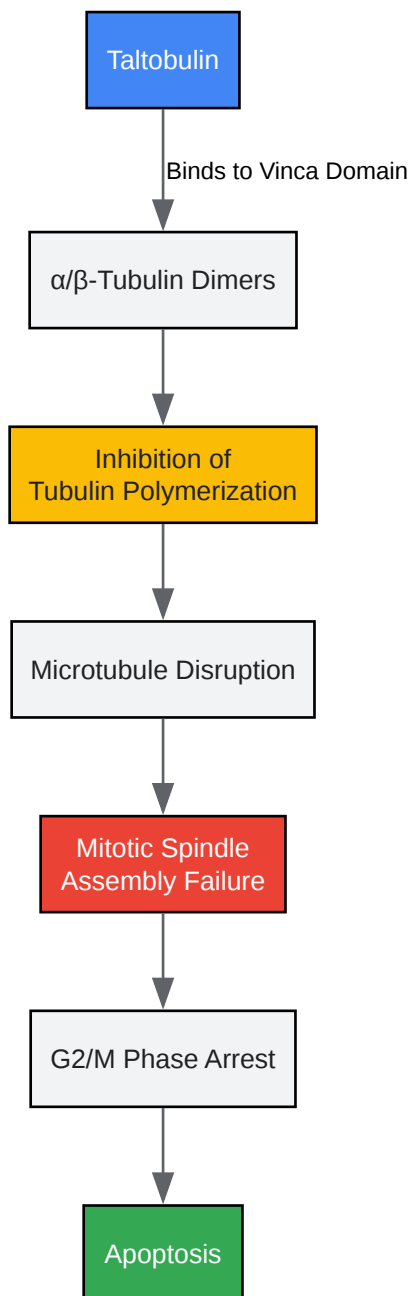 Taltobulin
Binds to Vinca Domain
α/β-Tubulin Dimers
Inhibition of
Tubulin Polymerization
Microtubule Disruption
Mitotic Spindle
Assembly Failure
G2/M Phase Arrest
Apoptosis